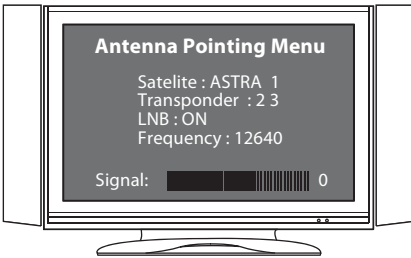 Antenna Pointing Menu
Satelite : ASTRA 1
Transponder : 2 3
LNB : ON
Frequency : 12640
Signal: 0